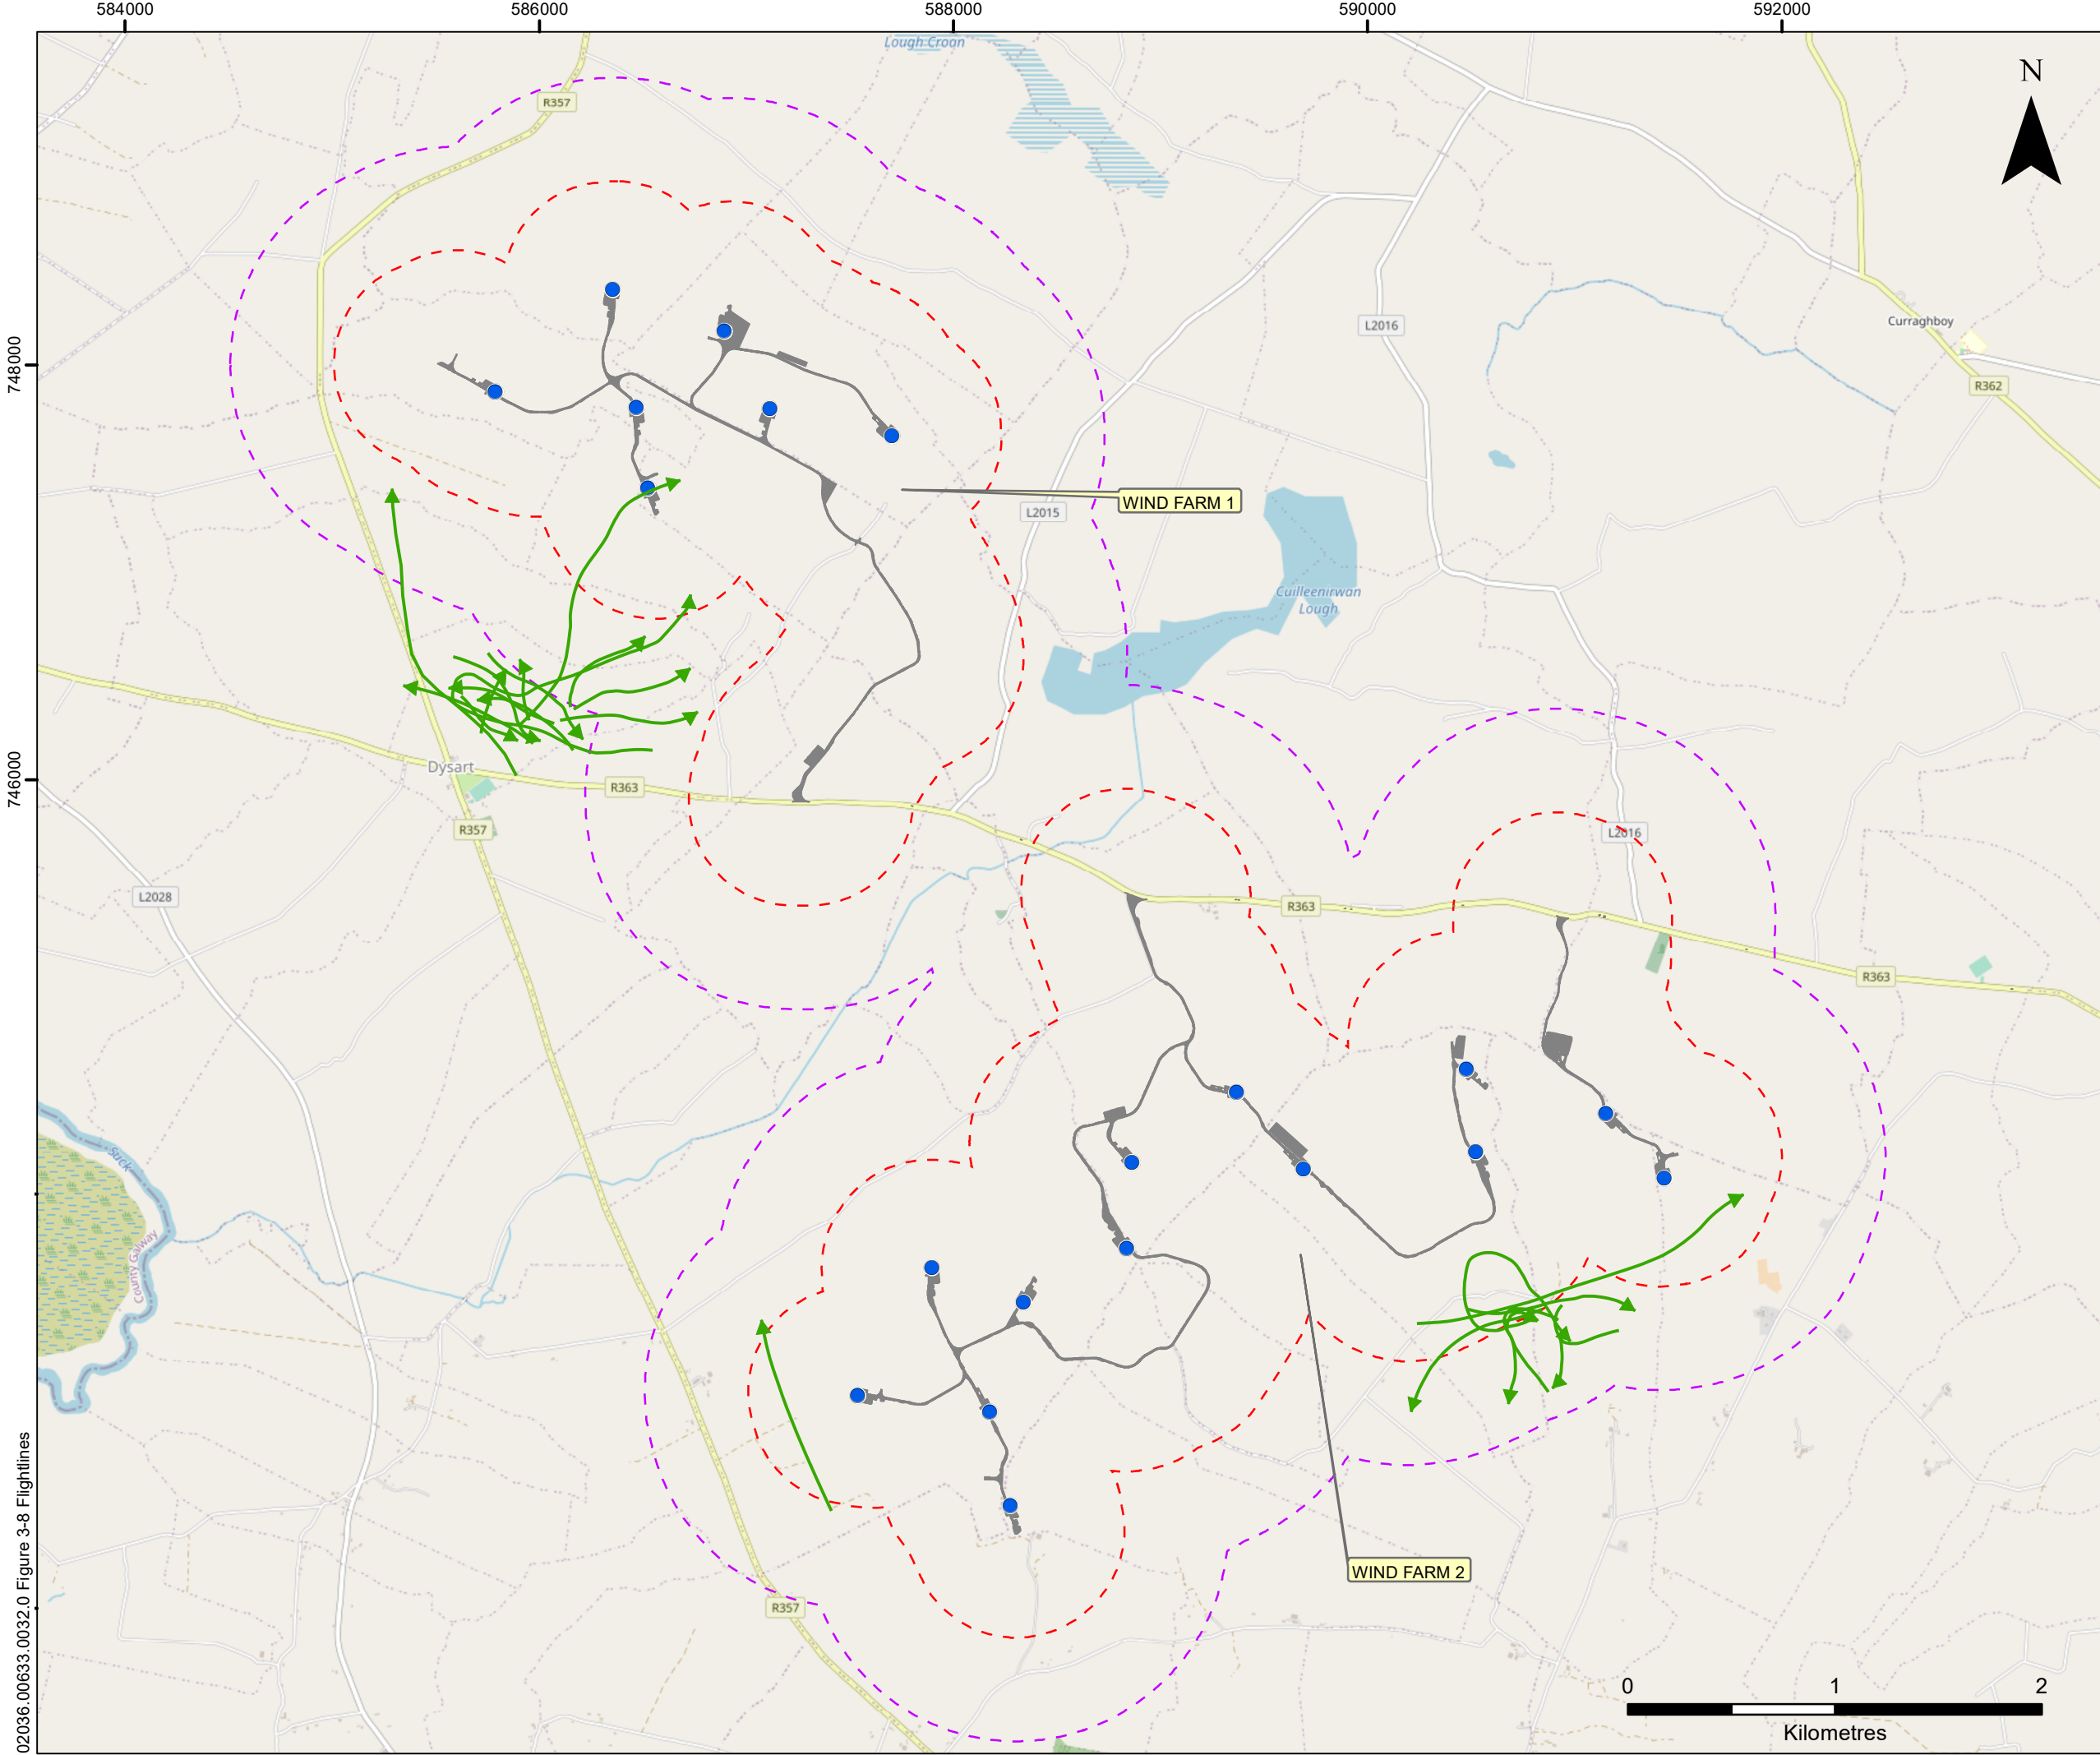 584000
586000
588000
590000
592000
Lough Croan
R357
N
L2016
Curraghboy
748000
R362
WIND FARM 1
L2015
Cuilleenirwan
Lough
746000
Dysart
R363
R357
L2016
L2028
R363
R363
Suck
County Galway
WIND FARM 2
R357
0
1
2
Kilometres
02036.00633.0032.0 Figure 3-8 Flightlines